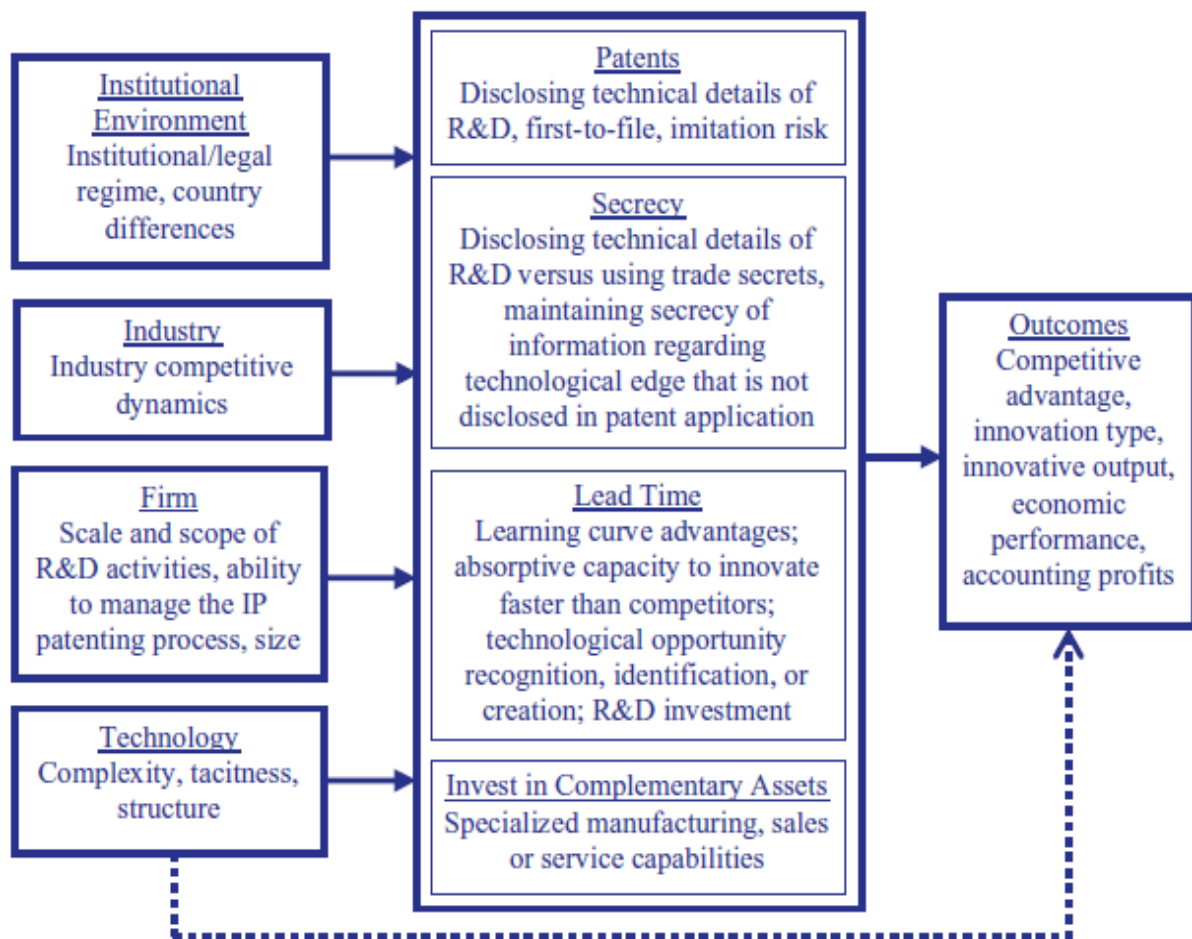 Institutional
Environment
Institutional/legal
regime, country
differences
Industry
Industry competitive
dynamics
Firm
Scale and scope of
R&D activities, ability
to manage the IP
patenting process, size
Technology
Complexity, tacitness,
structure
Patents
Disclosing technical details of
R&D, first-to-file, imitation risk
Secrecy
Disclosing technical details of
R&D versus using trade secrets,
maintaining secrecy of
information regarding
technological edge that is not
disclosed in patent application
Lead Time
Learning curve advantages;
absorptive capacity to innovate
faster than competitors;
technological opportunity
recognition, identification, or
creation; R&D investment
Invest in Complementary Assets
Specialized manufacturing, sales
or service capabilities
Outcomes
Competitive
advantage,
innovation type,
innovative output,
economic
performance,
accounting profits